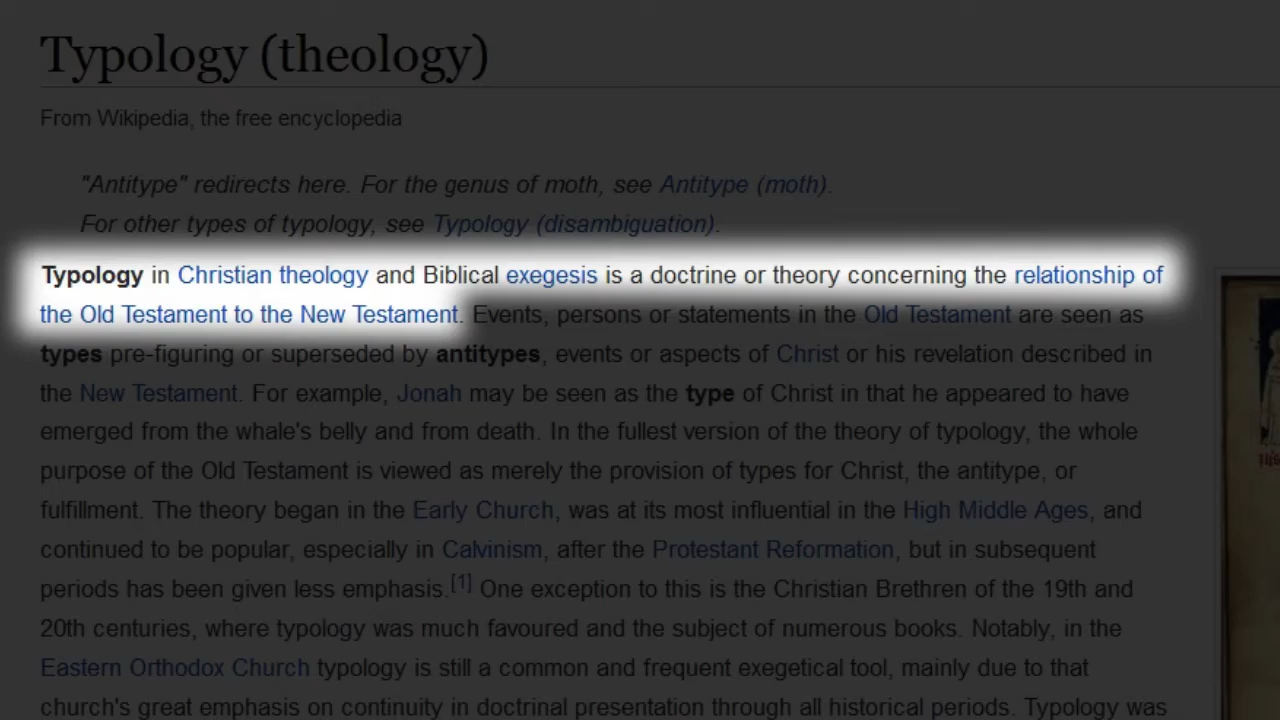 Typology (theology)
From Wikipedia, the free encyclopedia
"Antitype" redirects here. For the genus of moth, see Antitype (moth).
For other types of typology, see Typology (disambiguation).
Typology in Christian theology and Biblical exegesis is a doctrine or theory concerning the relationship of
the Old Testament to the New Testament. Events, persons or statements in the Old Testament are seen as
types pre-figuring or superseded by antitypes, events or aspects of Christ or his revelation described in
the New Testament. For example, Jonah may be seen as the type of Christ in that he appeared to have
emerged from the whale's belly and from death. In the fullest version of the theory of typology, the whole
purpose of the Old Testament is viewed as merely the provision of types for Christ, the antitype, or
fulfillment. The theory began in the Early Church, was at its most influential in the High Middle Ages, and
continued to be popular, especially in Calvinism, after the Protestant Reformation, but in subsequent
periods has been given less emphasis.[1] One exception to this is the Christian Brethren of the 19th and
20th centuries, where typology was much favoured and the subject of numerous books. Notably, in the
Eastern Orthodox Church typology is still a common and frequent exegetical tool, mainly due to that
church's great emphasis on continuity in doctrinal presentation through all historical periods. Typology was